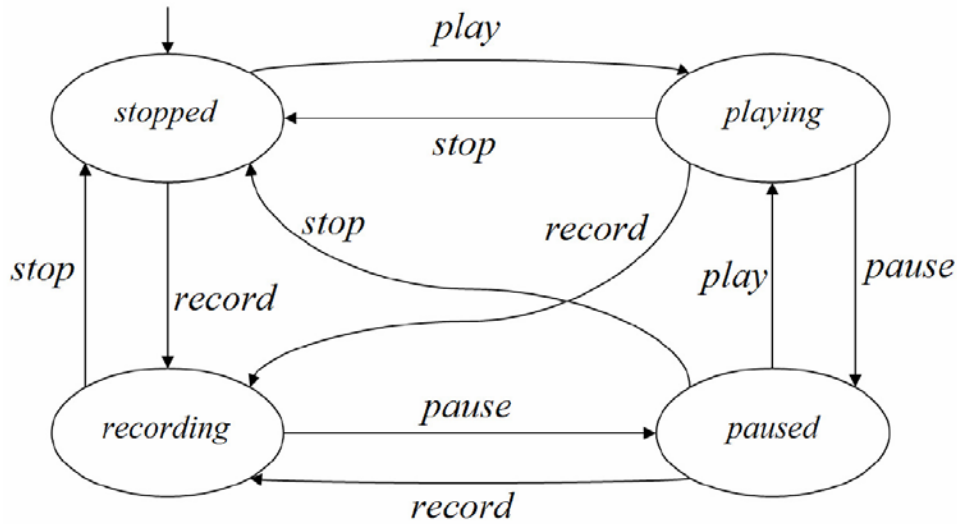 play
stopped
playing
stop
stop
record
stop
record
play
pause
recording
pause
paused
record